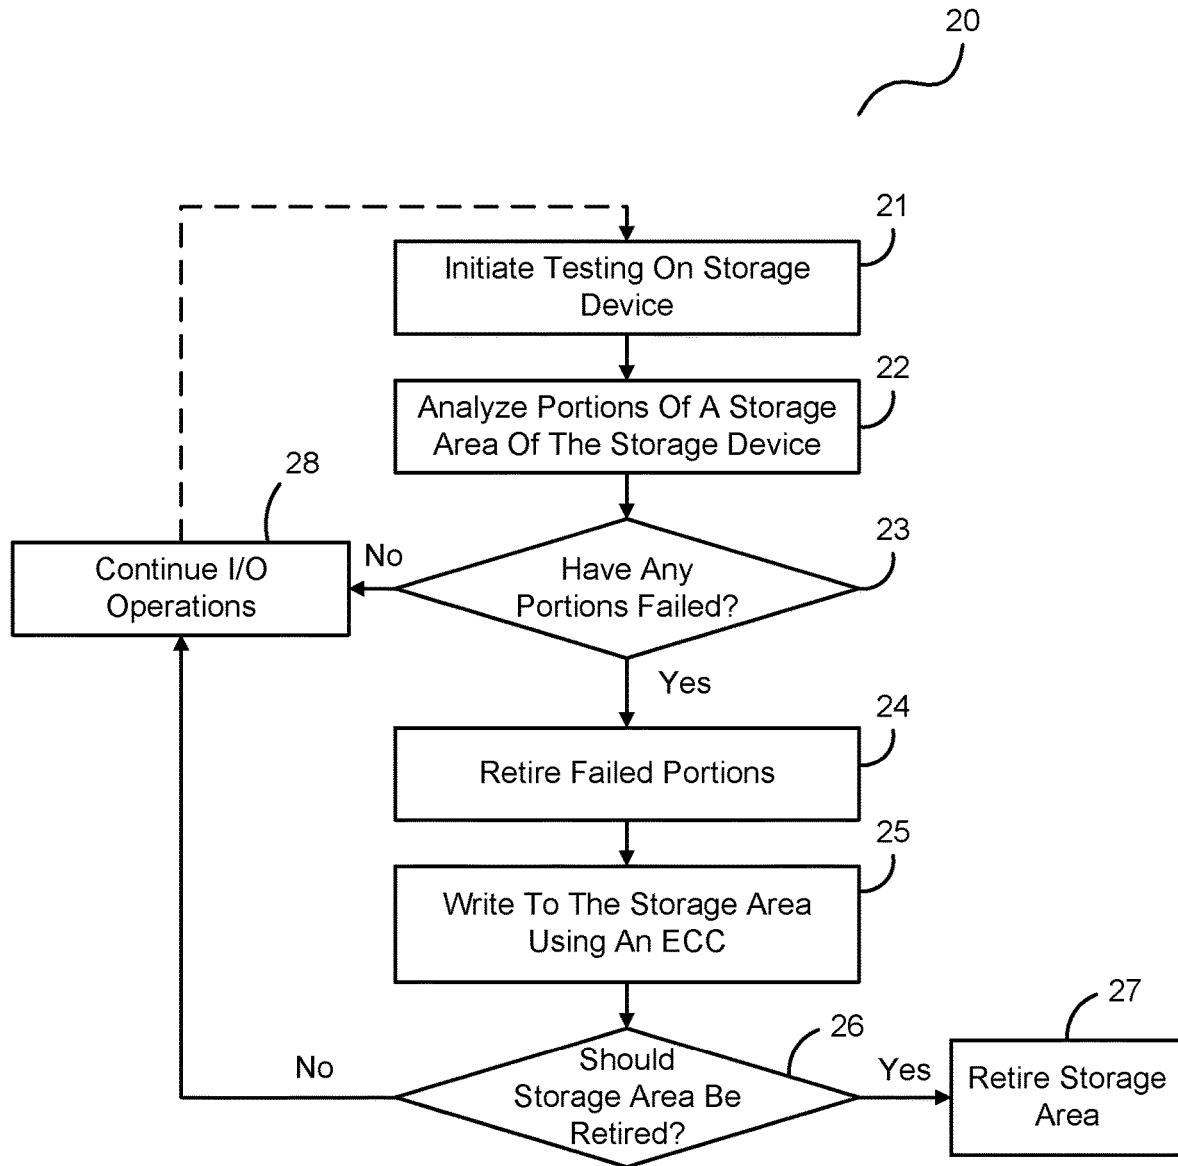 20
21
Initiate Testing On Storage
Device
22
Analyze Portions Of A Storage
Area Of The Storage Device
28
23
No
Continue I/O
Operations
Have Any
Portions Failed?
Yes
24
Retire Failed Portions
25
Write To The Storage Area
Using An ECC
27
26
No
Should
Storage Area Be
Retired?
Yes
Retire Storage
Area